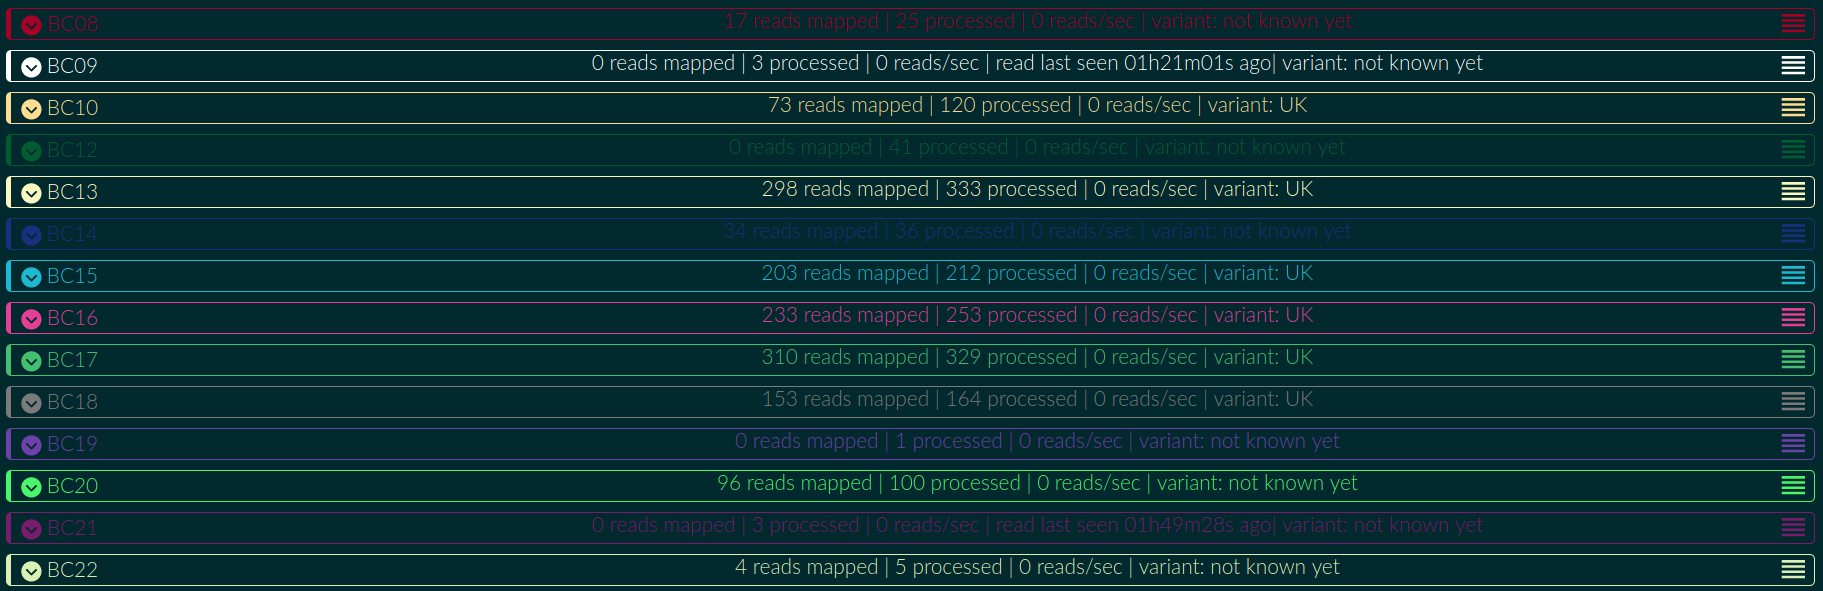 BC08 17 reads mapped | 25 processed | 0 reads/sec | variant: not known yet
BC09 0 reads mapped | 3 processed | 0 reads/sec | read last seen 01h21m01s ago| variant: not known yet
BC10 73 reads mapped | 120 processed | 0 reads/sec | variant: UK
BC12 0 reads mapped | 41 processed | 0 reads/sec | variant: not known yet
BC13 298 reads mapped | 333 processed | 0 reads/sec | variant: UK
BC14 34 reads mapped | 36 processed | 0 reads/sec | variant: not known yet
BC15 203 reads mapped | 212 processed | 0 reads/sec | variant: UK
BC16 233 reads mapped | 253 processed | 0 reads/sec | variant: UK
BC17 310 reads mapped | 329 processed | 0 reads/sec | variant: UK
BC18 153 reads mapped | 164 processed | 0 reads/sec | variant: UK
BC19 0 reads mapped | 1 processed | 0 reads/sec | variant: not known yet
BC20 96 reads mapped | 100 processed | 0 reads/sec | variant: not known yet
BC21 0 reads mapped | 3 processed | 0 reads/sec | read last seen 01h49m28s ago| variant: not known yet
BC22 4 reads mapped | 5 processed | 0 reads/sec | variant: not known yet